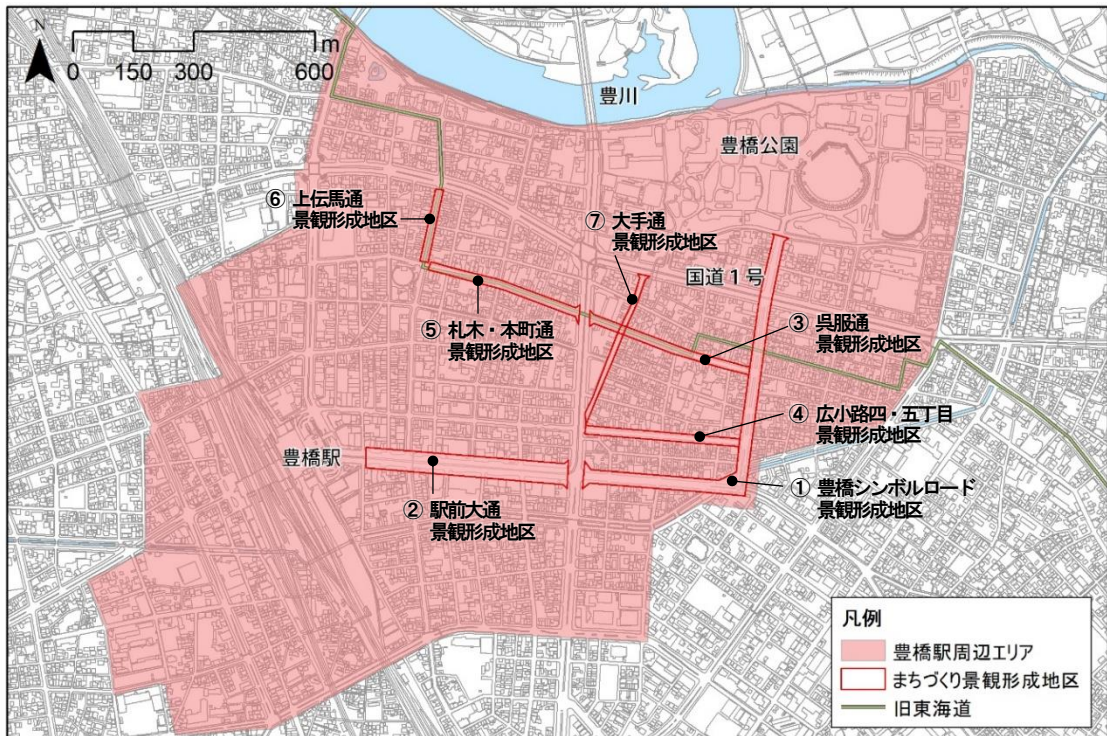 N
0 150 300 600 m
豊川
豊橋公園
⑥ 上伝馬通
景観形成地区
⑦ 大手通
景観形成地区
国道1号
⑤ 札木・本町通
景観形成地区
③ 呉服通
景観形成地区
④ 広小路四・五丁目
景観形成地区
豊橋駅
② 駅前大通
景観形成地区
① 豊橋シンボルロード
景観形成地区
凡例
豊橋駅周辺エリア
まちづくり景観形成地区
旧東海道